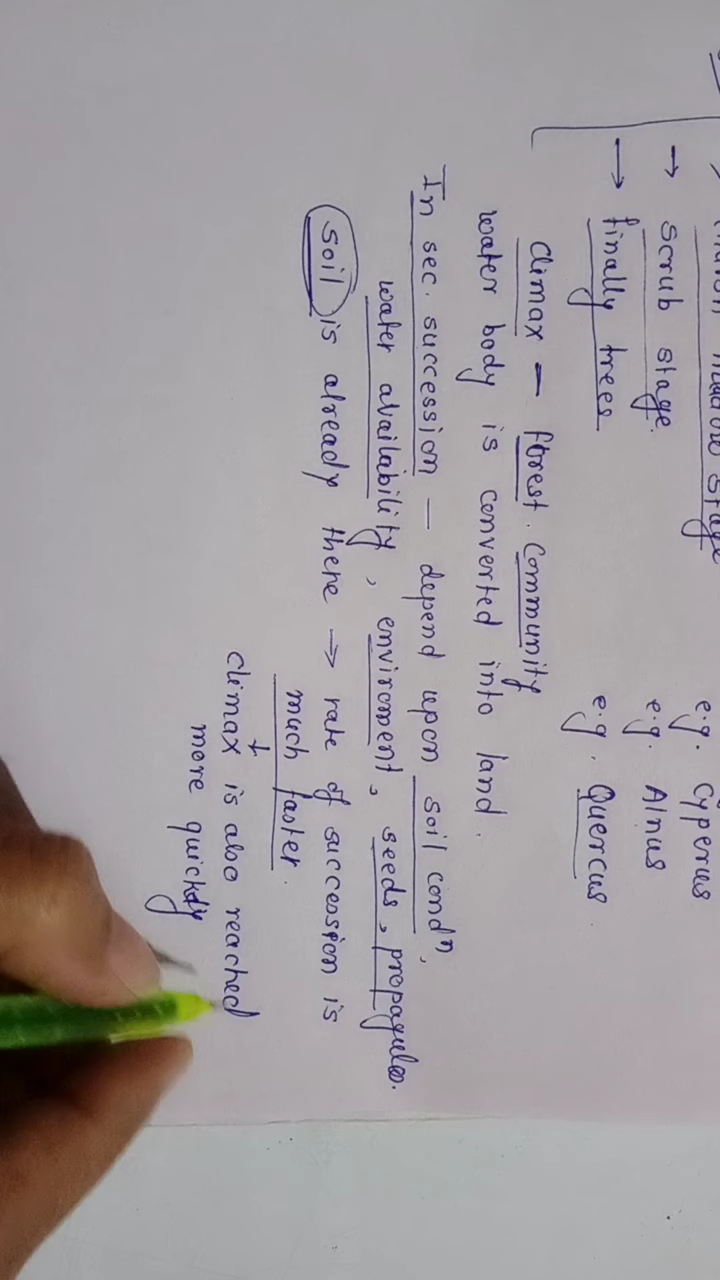 stage e.g. Cyperus
→ scrub stage. e.g. Alnus
→ finally trees e.g. Quercus.
climax – forest community
water body is converted into land.
In sec. succession – depend upon soil condn,
water availability, enviroment, seeds, propagules.
soil is already there → rate of succession is
much faster.
↓
climax is also reached
more quickly